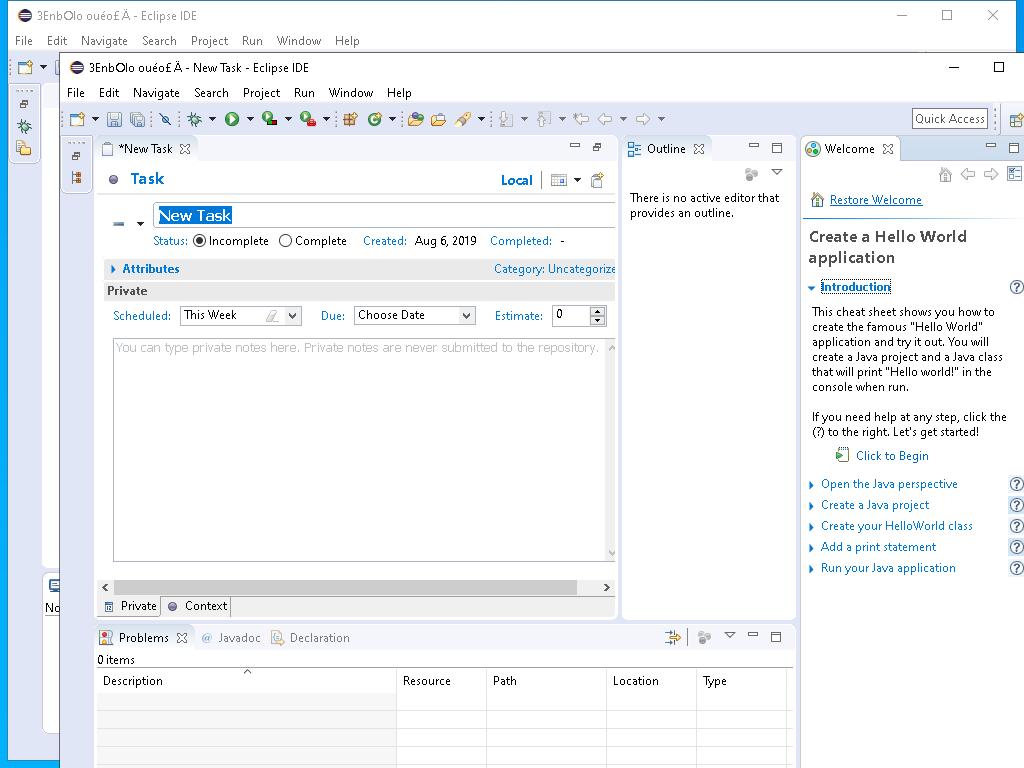 3EnbOlo ouéo£ Ä - Eclipse IDE
File Edit Navigate Search Project Run Window Help
3EnbOlo ouéo£ Ä - New Task - Eclipse IDE
File Edit Navigate Search Project Run Window Help
Quick Access
*New Task
Outline
Welcome
Task
Local
There is no active editor that
provides an outline.
Restore Welcome
New Task
Status: Incomplete Complete Created: Aug 6, 2019 Completed: -
Attributes
Category: Uncategorize
Private
Scheduled: This Week Due: Choose Date Estimate: 0
You can type private notes here. Private notes are never submitted to the repository.
Create a Hello World
application
Introduction
This cheat sheet shows you how to
create the famous "Hello World"
application and try it out. You will
create a Java project and a Java class
that will print "Hello world!" in the
console when run.
If you need help at any step, click the
(?) to the right. Let's get started!
Click to Begin
Open the Java perspective
Create a Java project
Create your HelloWorld class
Add a print statement
Run your Java application
No
Private Context
Problems Javadoc Declaration
0 items
Description Resource Path Location Type